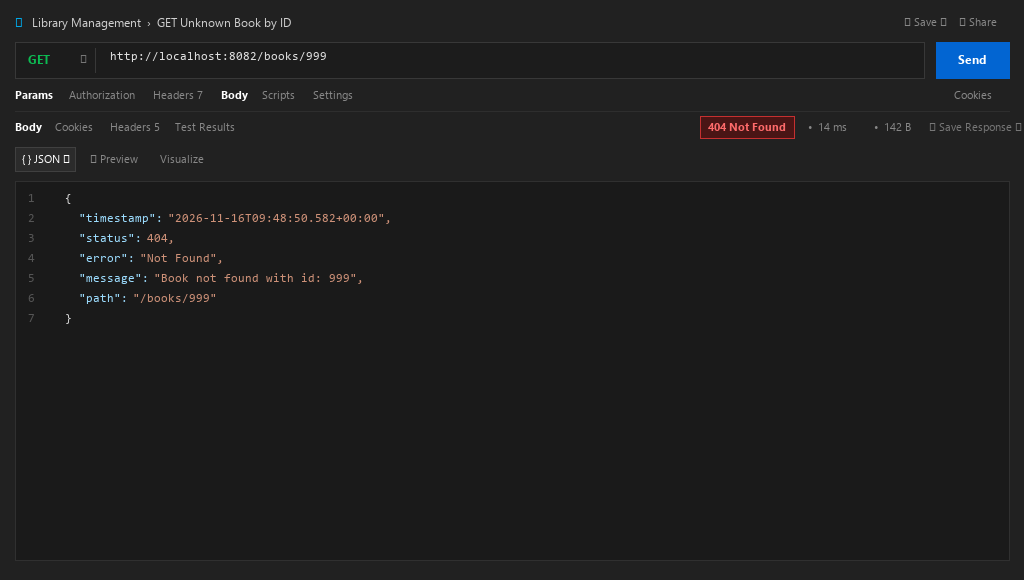 Library Management › GET Unknown Book by ID Save Share
GET http://localhost:8082/books/999 Send
Params Authorization Headers 7 Body Scripts Settings Cookies
Body Cookies Headers 5 Test Results 404 Not Found • 14 ms • 142 B Save Response
{ } JSON Preview Visualize
1 {
2 "timestamp": "2026-11-16T09:48:50.582+00:00",
3 "status": 404,
4 "error": "Not Found",
5 "message": "Book not found with id: 999",
6 "path": "/books/999"
7 }